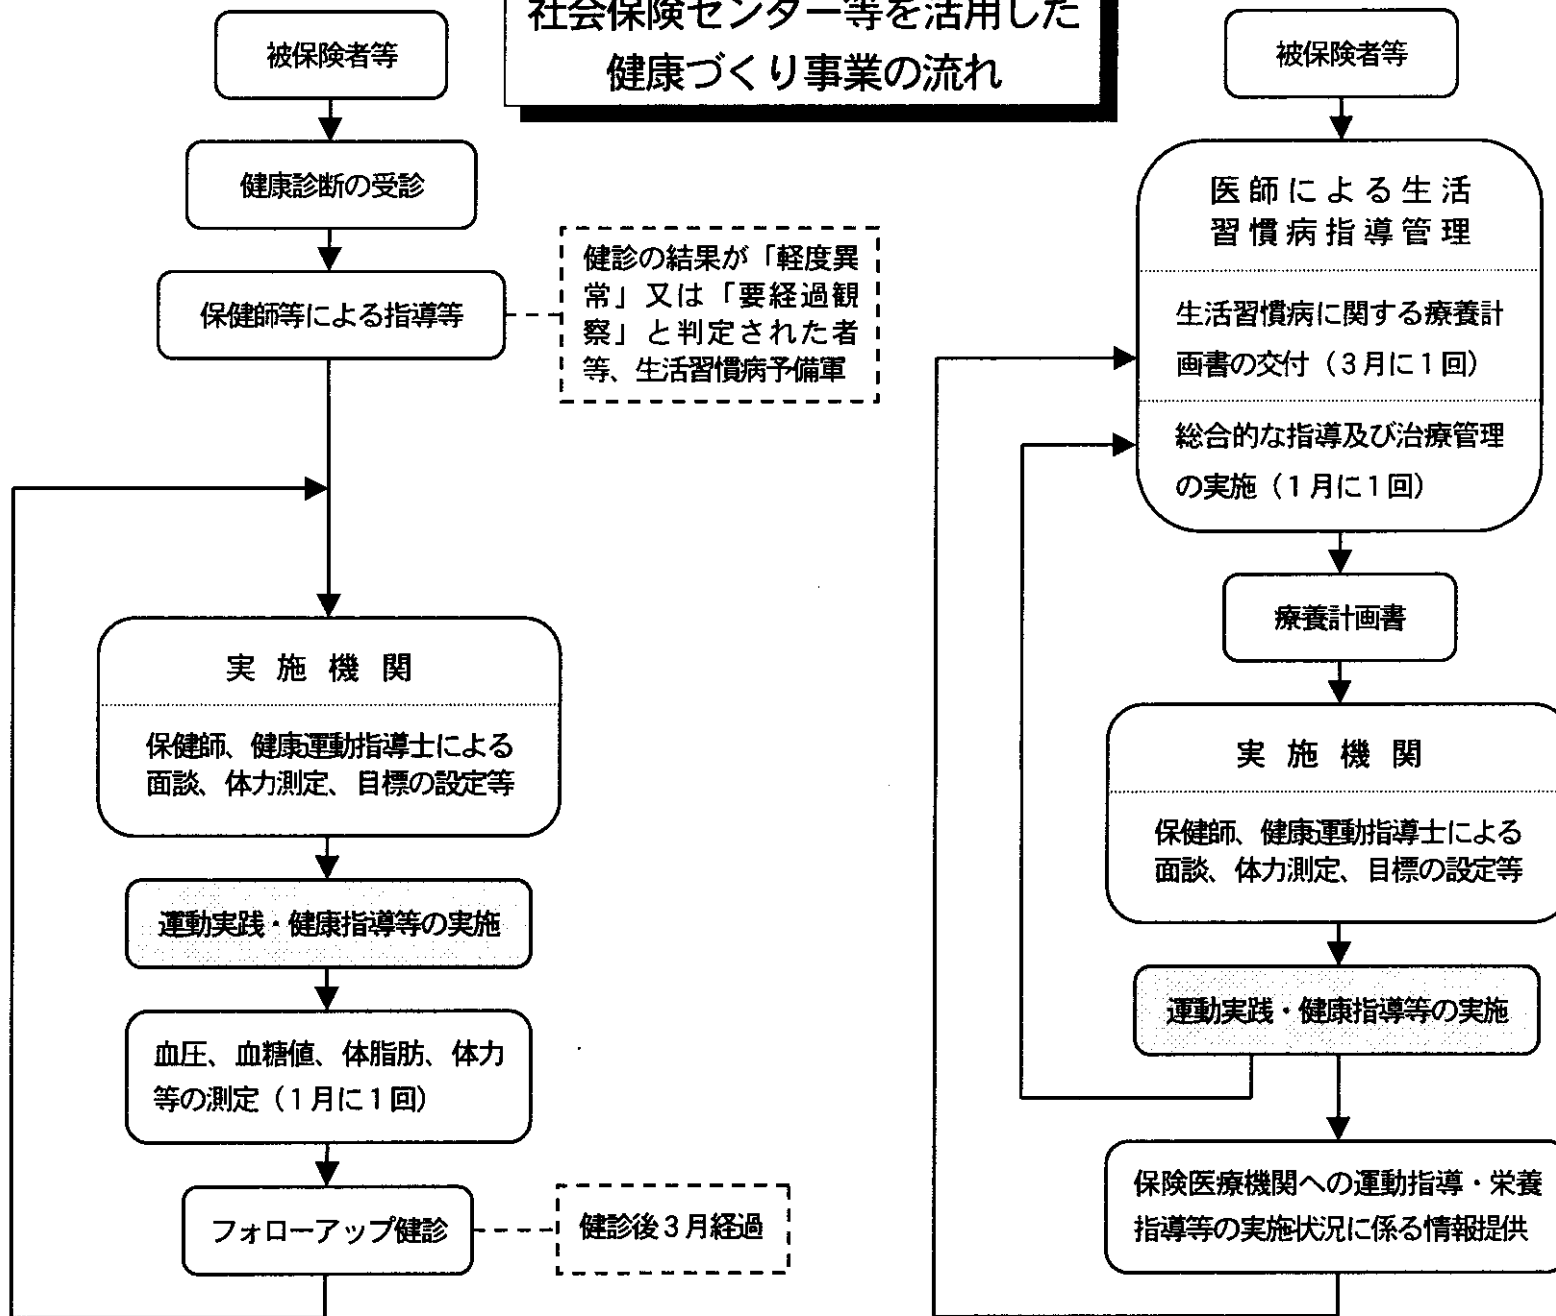 社会保険センター等を活用した
健康づくり事業の流れ
被保険者等
健康診断の受診
保健師等による指導等
健診の結果が「軽度異
常」又は「要経過観
察」と判定された者
等、生活習慣病予備軍
実施機関
保健師、健康運動指導士による
面談、体力測定、目標の設定等
運動実践・健康指導等の実施
血圧、血糖値、体脂肪、体力
等の測定（1月に1回）
フォローアップ健診
健診後3月経過
被保険者等
医師による生活
習慣病指導管理
生活習慣病に関する療養計
画書の交付（3月に1回）
総合的な指導及び治療管理
の実施（1月に1回）
療養計画書
実施機関
保健師、健康運動指導士による
面談、体力測定、目標の設定等
運動実践・健康指導等の実施
保険医療機関への運動指導・栄養
指導等の実施状況に係る情報提供